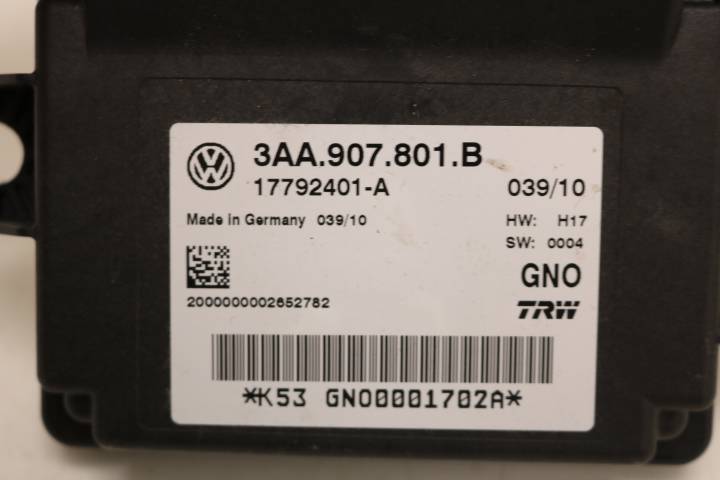 3AA.907.801.B
17792401-A 039/10
Made in Germany 039/10 HW: H17
SW: 0004
GNO
2000000002652782 TRW
*K53 GNO00001702A*